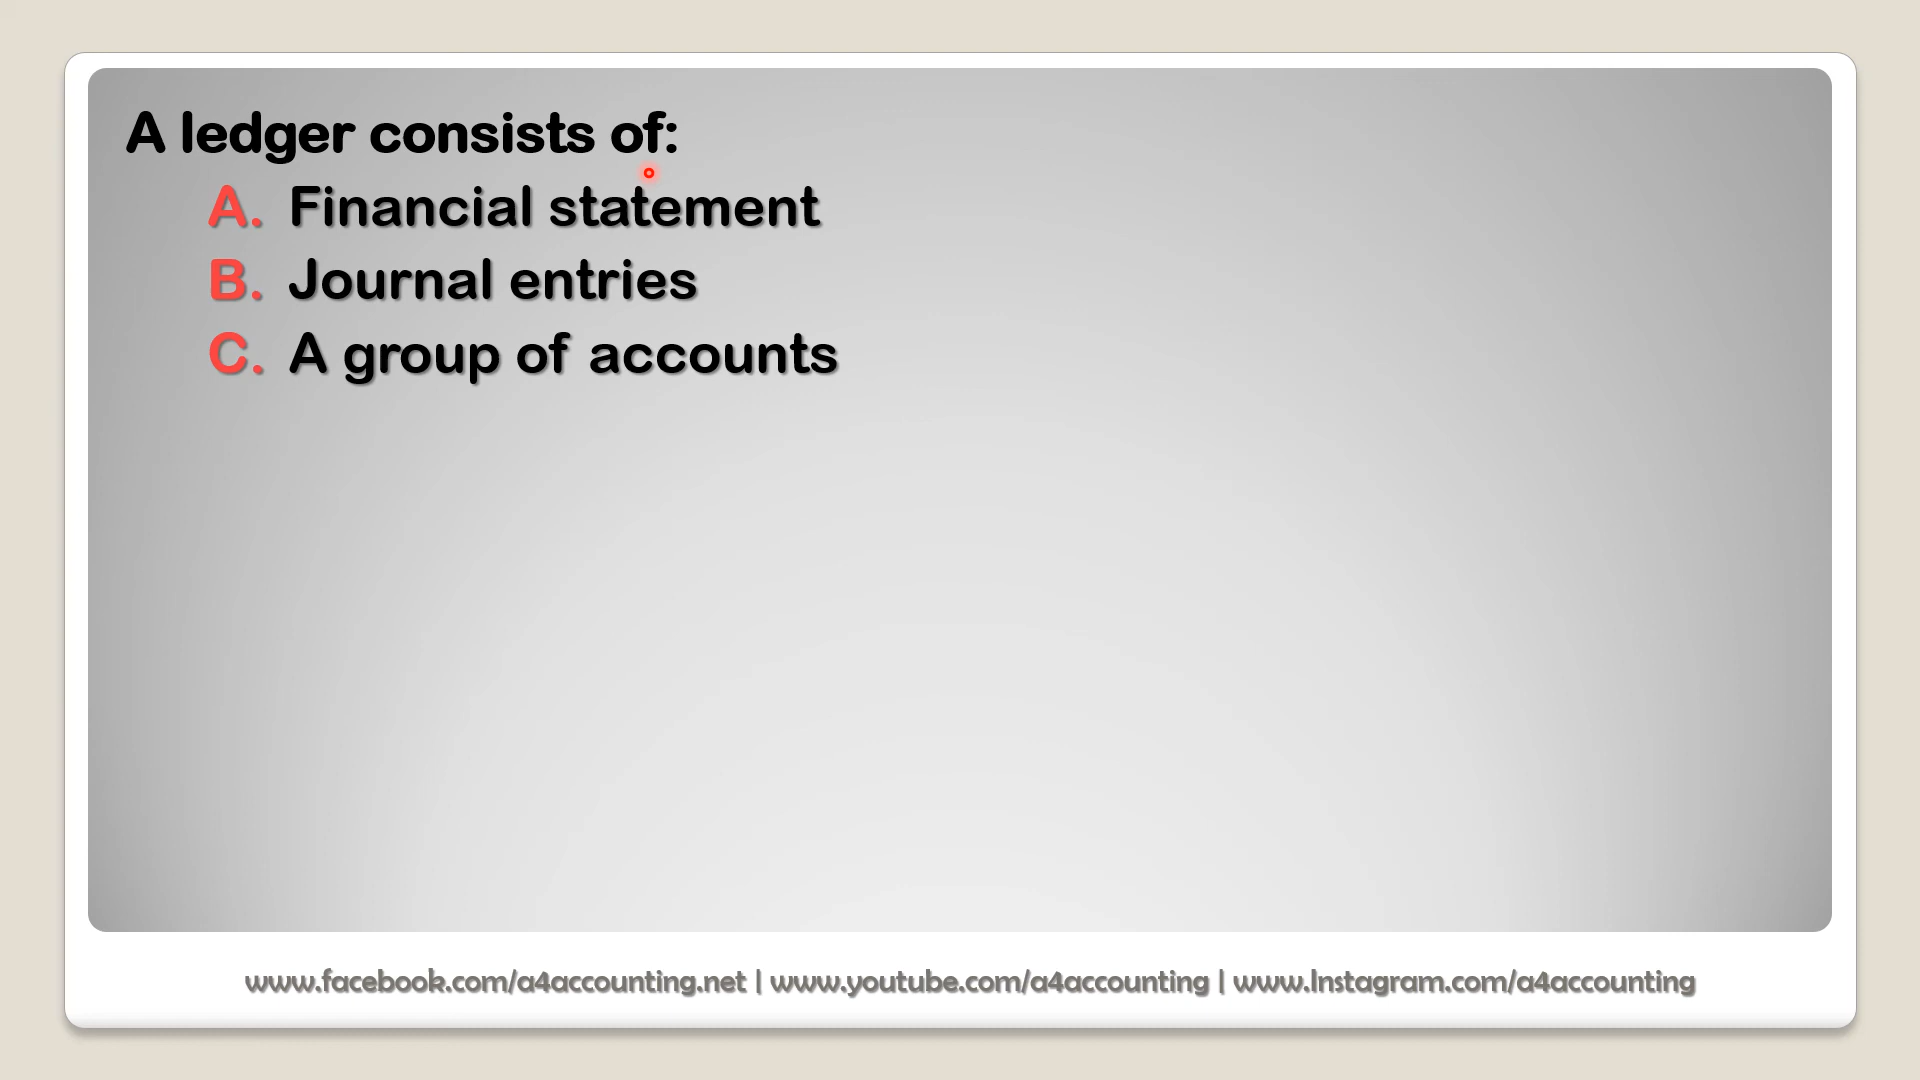 A ledger consists of:
A. Financial statement
B. Journal entries
C. A group of accounts
www.facebook.com/a4accounting.net | www.youtube.com/a4accounting | www.Instagram.com/a4accounting